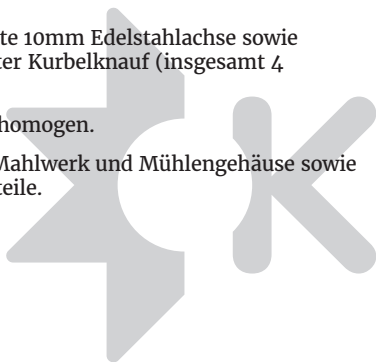 te 10mm Edelstahlachse sowie
ter Kurbelknauf (insgesamt 4
homogen.
Mahlwerk und Mühlengehäuse sowie
teile.